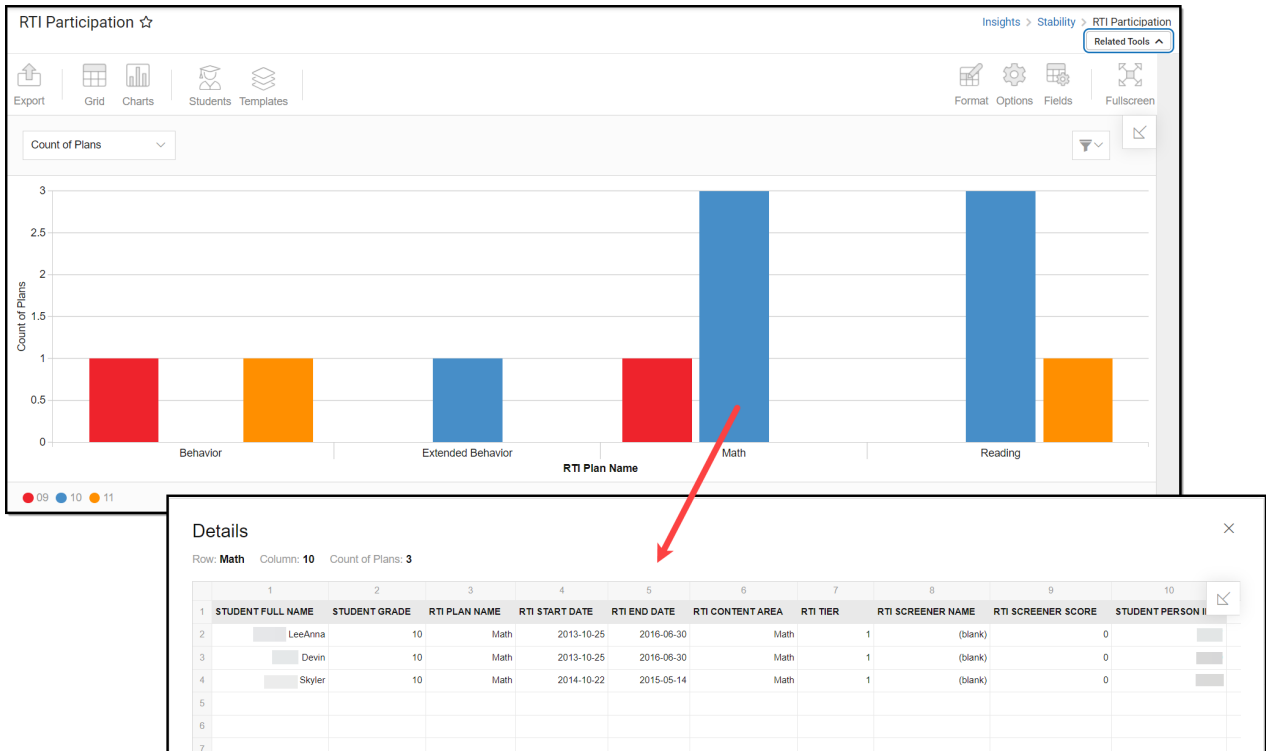 RTI Participation
Insights > Stability > RTI Participation
Related Tools
Export Grid Charts Students Templates Format Options Fields Fullscreen
Count of Plans
3
2.5
2
1.5
1
0.5
0
Count of Plans
Behavior Extended Behavior Math Reading
RTI Plan Name
09 10 11
Details
Row: Math Column: 10 Count of Plans: 3
1 2 3 4 5 6 7 8 9 10
1 STUDENT FULL NAME STUDENT GRADE RTI PLAN NAME RTI START DATE RTI END DATE RTI CONTENT AREA RTI TIER RTI SCREENER NAME RTI SCREENER SCORE STUDENT PERSON
2 LeeAnna 10 Math 2013-10-25 2016-06-30 Math 1 (blank) 0
3 Devin 10 Math 2013-10-25 2016-06-30 Math 1 (blank) 0
4 Skyler 10 Math 2014-10-22 2015-05-14 Math 1 (blank) 0
5
6
7